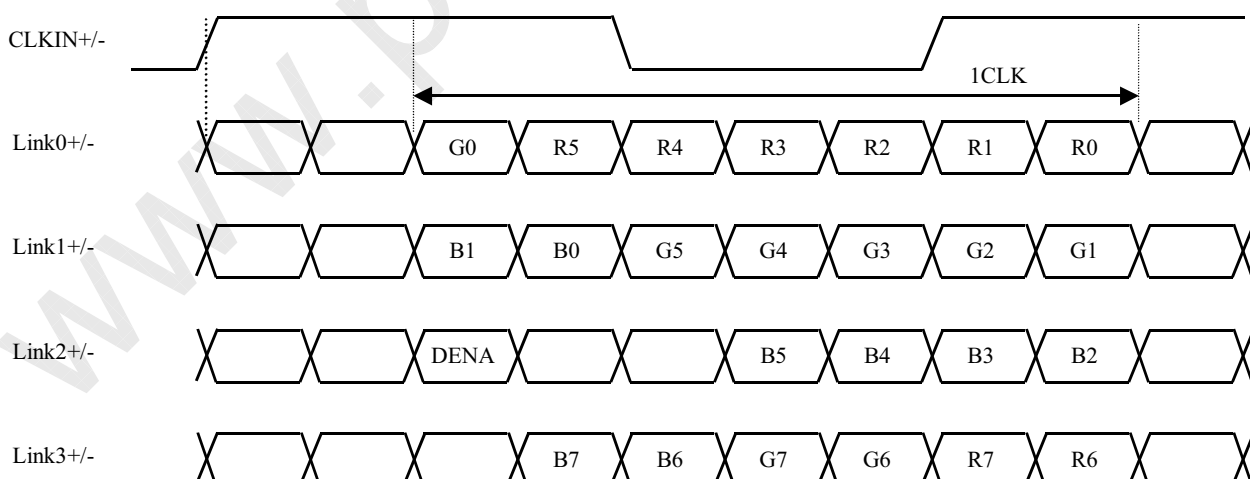 CLKIN+/-
1CLK
Link0+/- G0 R5 R4 R3 R2 R1 R0
Link1+/- B1 B0 G5 G4 G3 G2 G1
Link2+/- DENA B5 B4 B3 B2
Link3+/- B7 B6 G7 G6 R7 R6
www.p